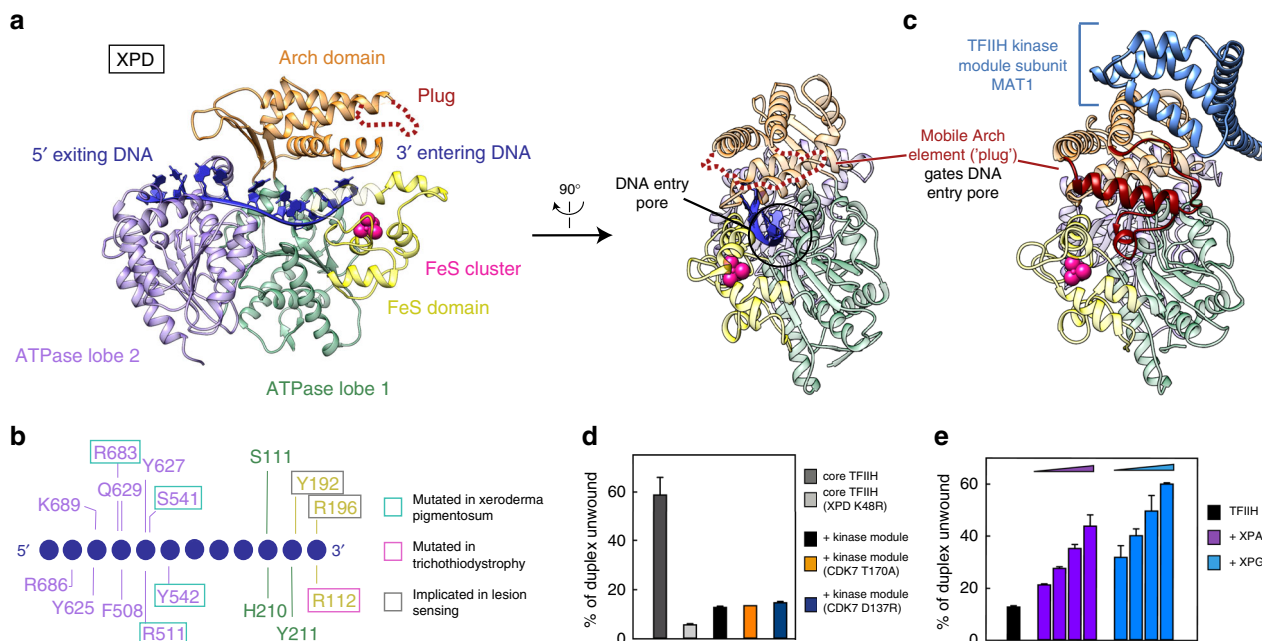 a
XPD
Arch domain
Plug
5′ exiting DNA
3′ entering DNA
FeS cluster
FeS domain
ATPase lobe 2
ATPase lobe 1
90°
DNA entry
pore
c
TFIIH kinase
module subunit
MAT1
Mobile Arch
element ('plug')
gates DNA
entry pore
b
R683
Y627
S111
Q629
S541
Y192
K689
R196
5′
3′
R686
Y625
F508
Y542
R511
H210
Y211
R112
Mutated in xeroderma
pigmentosum
Mutated in
trichothiodystrophy
Implicated in lesion
sensing
d
% of duplex unwound
60
40
20
0
core TFIIH
core TFIIH
(XPD K48R)
+ kinase module
+ kinase module
(CDK7 T170A)
+ kinase module
(CDK7 D137R)
e
% of duplex unwound
60
40
20
0
TFIIH
+ XPA
+ XPG